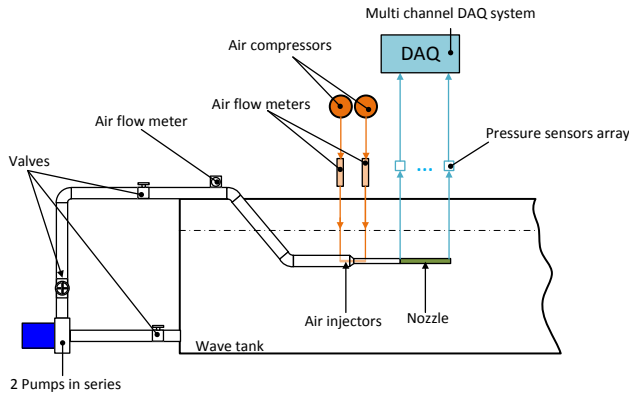 Multi channel DAQ system
Air compressors
DAQ
Air flow meters
Air flow meter
Pressure sensors array
...
Valves
Air injectors
Nozzle
Wave tank
2 Pumps in series